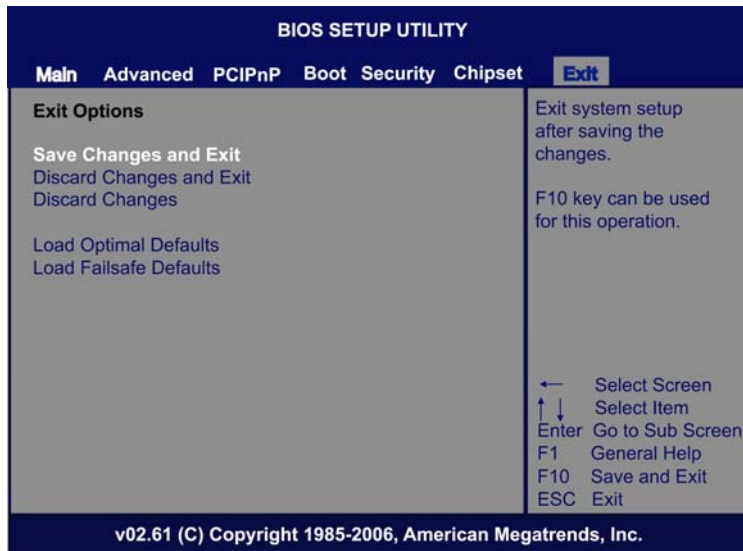 BIOS SETUP UTILITY
Main Advanced PCIPnP Boot Security Chipset Exit
Exit Options
Save Changes and Exit
Discard Changes and Exit
Discard Changes
Load Optimal Defaults
Load Failsafe Defaults
Exit system setup
after saving the
changes.
F10 key can be used
for this operation.
← Select Screen
↑↓ Select Item
Enter Go to Sub Screen
F1 General Help
F10 Save and Exit
ESC Exit
v02.61 (C) Copyright 1985-2006, American Megatrends, Inc.